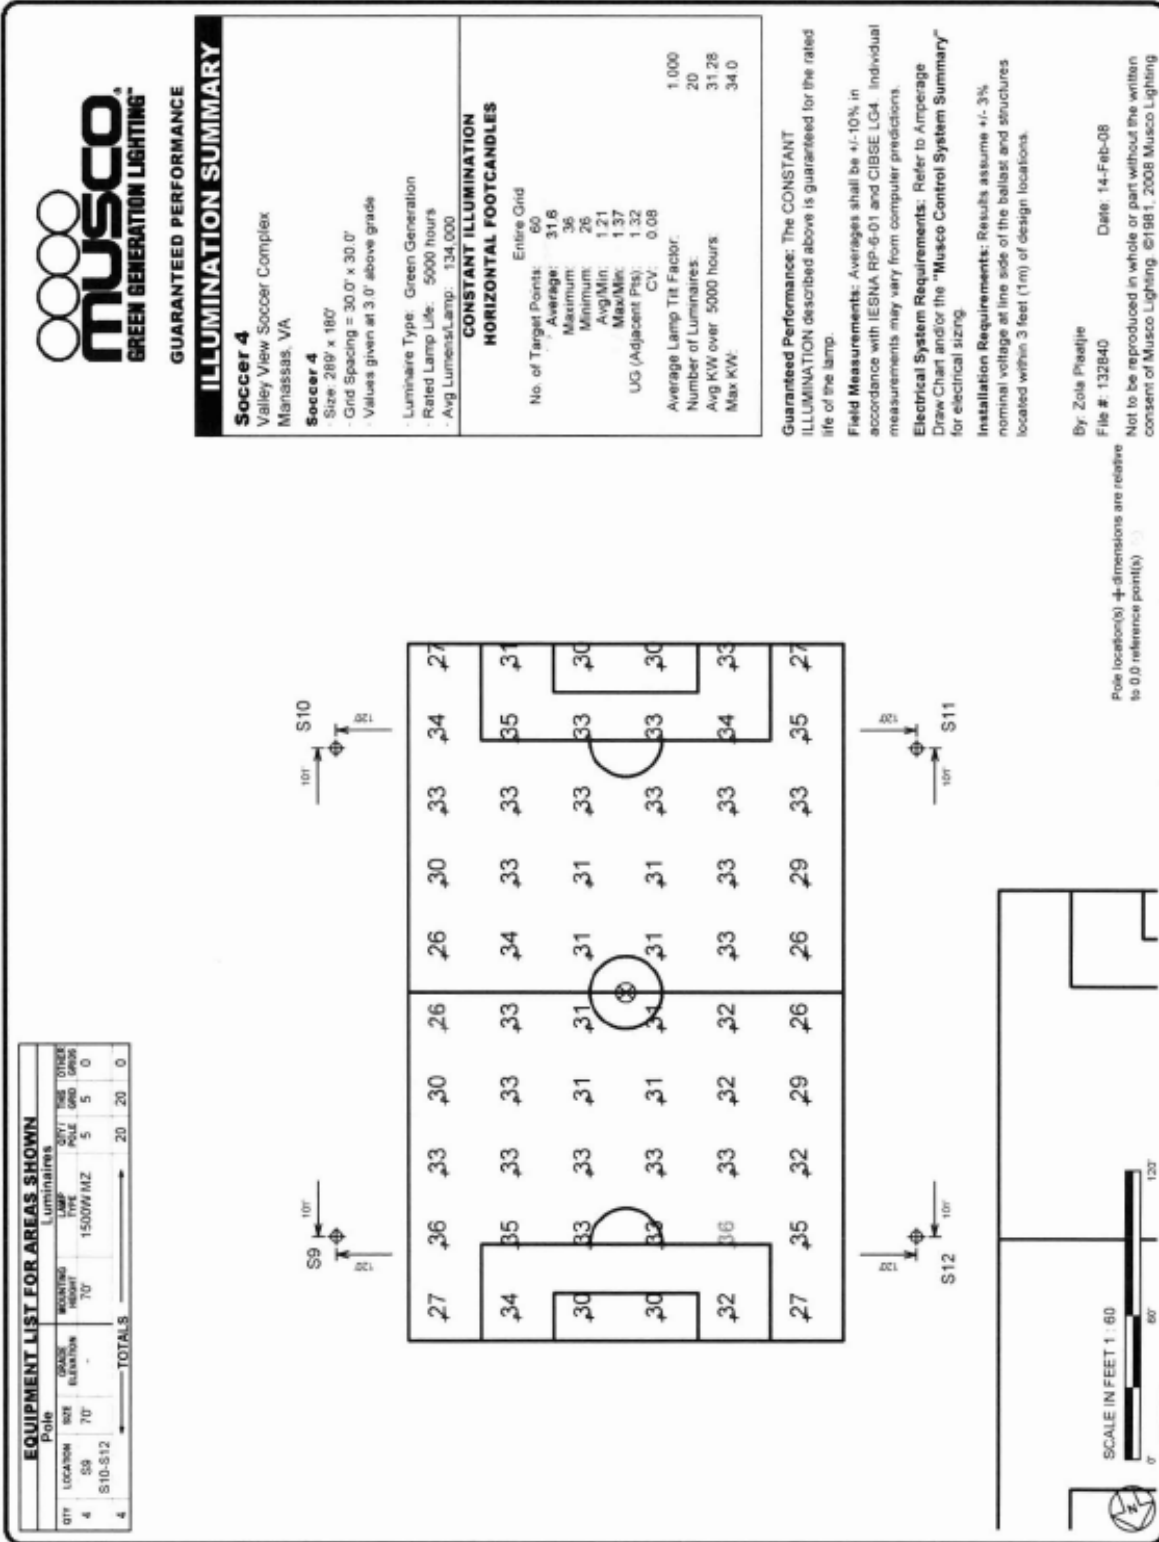 EQUIPMENT LIST FOR AREAS SHOWN
Pole Luminaires
QTY LOCATION SIZE GRADE ELEVATION MOUNTING HEIGHT LAMP TYPE QTY / POLE THIS GRID OTHER GRIDS
4 S9 70' - 70' 1500W MZ 5 5 0
S10-S12
4 TOTALS 20 20 0
MUSCO
GREEN GENERATION LIGHTING™
GUARANTEED PERFORMANCE
ILLUMINATION SUMMARY
Soccer 4
Valley View Soccer Complex
Manassas, VA
Soccer 4
- Size: 289' x 180'
- Grid Spacing = 30.0' x 30.0'
- Values given at 3.0' above grade
- Luminaire Type: Green Generation
- Rated Lamp Life: 5000 hours
- Avg Lumens/Lamp: 134,000
CONSTANT ILLUMINATION
HORIZONTAL FOOTCANDLES
Entire Grid
No. of Target Points: 60
Average: 31.6
Maximum: 36
Minimum: 26
Avg/Min: 1.21
Max/Min: 1.37
UG (Adjacent Pts): 1.32
CV: 0.08
Average Lamp Tilt Factor: 1.000
Number of Luminaires: 20
Avg KW over 5000 hours: 31.28
Max KW: 34.0
Guaranteed Performance: The CONSTANT
ILLUMINATION described above is guaranteed for the rated
life of the lamp.
Field Measurements: Averages shall be +/-10% in
accordance with IESNA RP-6-01 and CIBSE LG4. Individual
measurements may vary from computer predictions.
Electrical System Requirements: Refer to Amperage
Draw Chart and/or the "Musco Control System Summary"
for electrical sizing.
Installation Requirements: Results assume +/- 3%
nominal voltage at line side of the ballast and structures
located within 3 feet (1m) of design locations.
By: Zola Plaatjie
File #: 132840 Date: 14-Feb-08
Not to be reproduced in whole or part without the written
consent of Musco Lighting. ©1981, 2008 Musco Lighting
S9 101' 120'
S10 101' 120'
27 36 33 30 26 26 30 33 34 27
34 35 33 33 33 34 33 33 35 31
30 33 33 31 31 31 31 33 33 30
30 33 33 31 31 31 31 33 33 30
32 36 33 32 32 33 33 33 34 33
27 35 32 29 26 26 29 33 35 27
S12 101' 120'
S11 101' 120'
Pole location(s) dimensions are relative
to 0,0 reference point(s)
SCALE IN FEET 1 : 60
0' 60' 120'
N